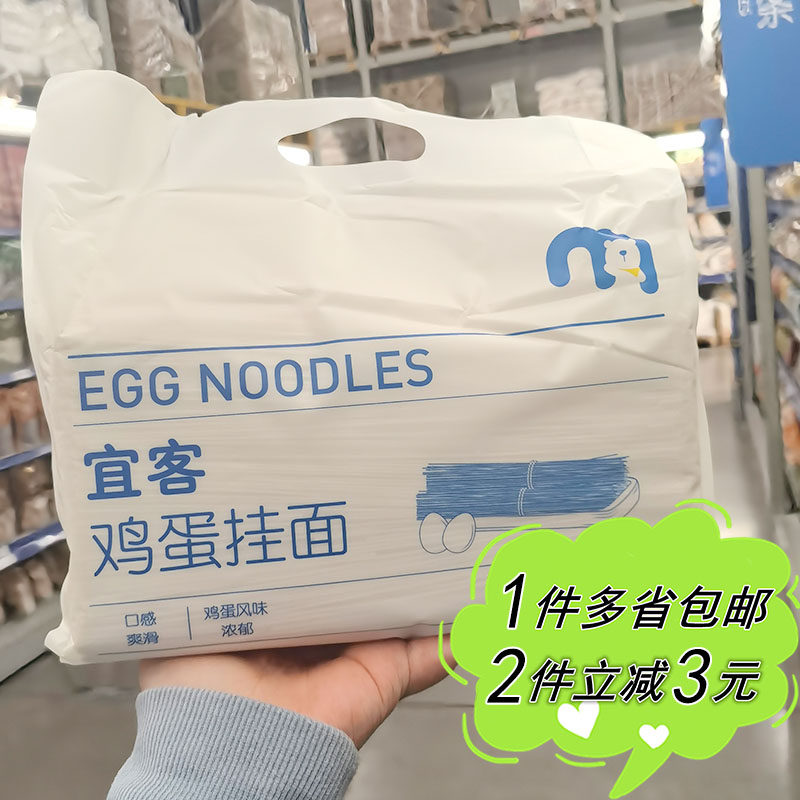 EGG NOODLES
宜客
鸡蛋挂面
口感 鸡蛋风味
爽滑 浓郁
1件多省包邮
2件立减3元